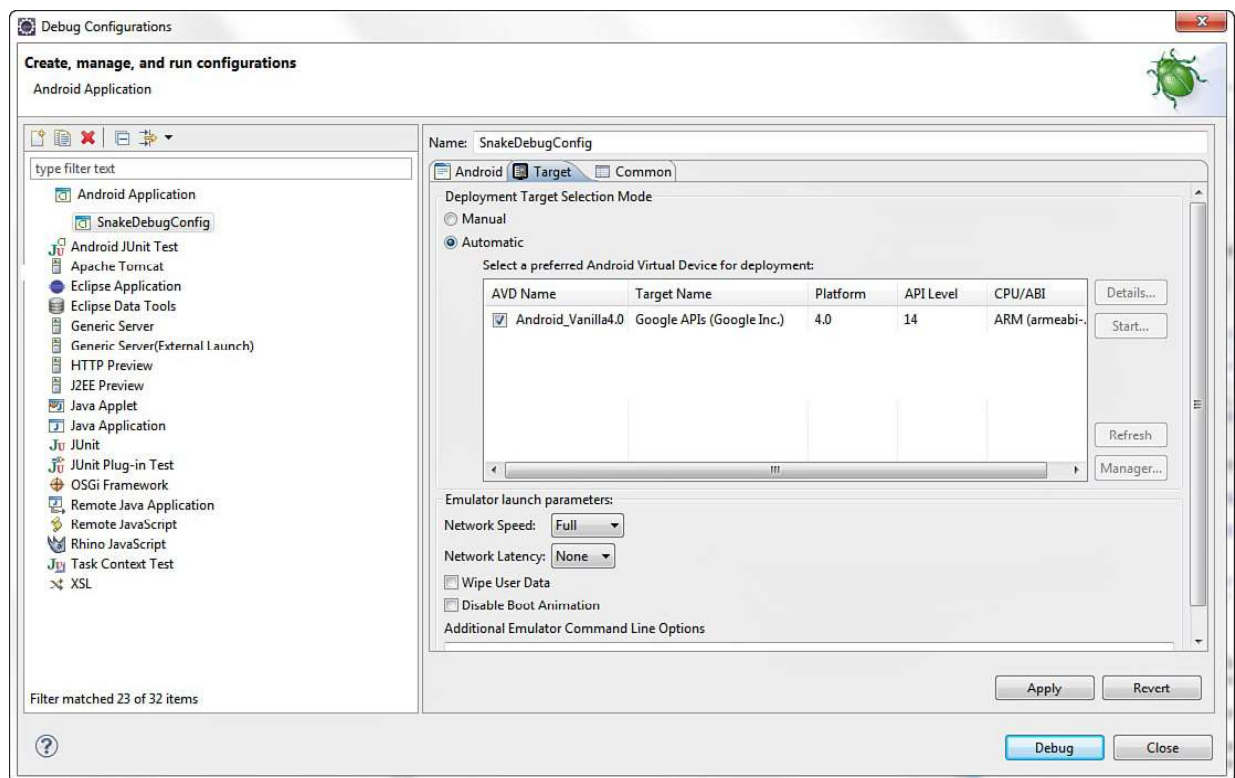 Debug Configurations
Create, manage, and run configurations
Android Application
type filter text
Android Application
SnakeDebugConfig
Android JUnit Test
Apache Tomcat
Eclipse Application
Eclipse Data Tools
Generic Server
Generic Server(External Launch)
HTTP Preview
J2EE Preview
Java Applet
Java Application
JUnit
JUnit Plug-in Test
OSGi Framework
Remote Java Application
Remote JavaScript
Rhino JavaScript
Task Context Test
XSL
Filter matched 23 of 32 items
Name: SnakeDebugConfig
Android Target Common
Deployment Target Selection Mode
Manual
Automatic
Select a preferred Android Virtual Device for deployment:
AVD Name Target Name Platform API Level CPU/ABI
Android_Vanilla4.0 Google APIs (Google Inc.) 4.0 14 ARM (armeabi-.
Details...
Start...
Refresh
Manager...
Emulator launch parameters:
Network Speed: Full
Network Latency: None
Wipe User Data
Disable Boot Animation
Additional Emulator Command Line Options
Apply Revert
Debug Close